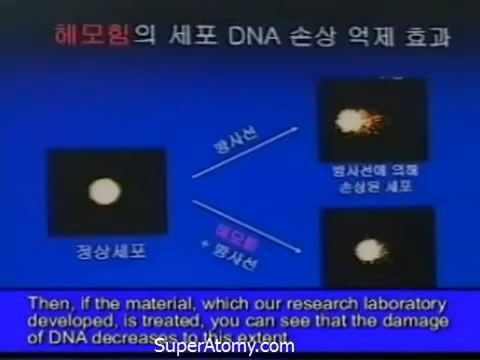 헤모힘의 세포 DNA 손상 억제 효과
방사선
방사선에 의해
손상된 세포
정상세포
헤모힘
+ 방사선
Then, if the material, which our research laboratory
developed, is treated, you can see that the damage
of DNA decreases to this extent
SuperAtomy.com